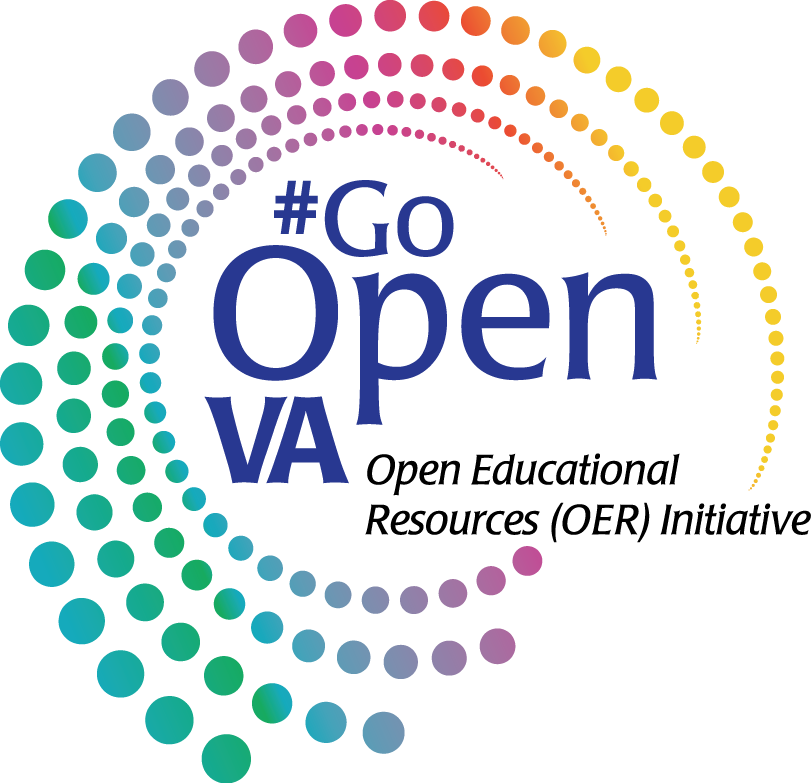 #Go
Open
VA
Open Educational
Resources (OER) Initiative